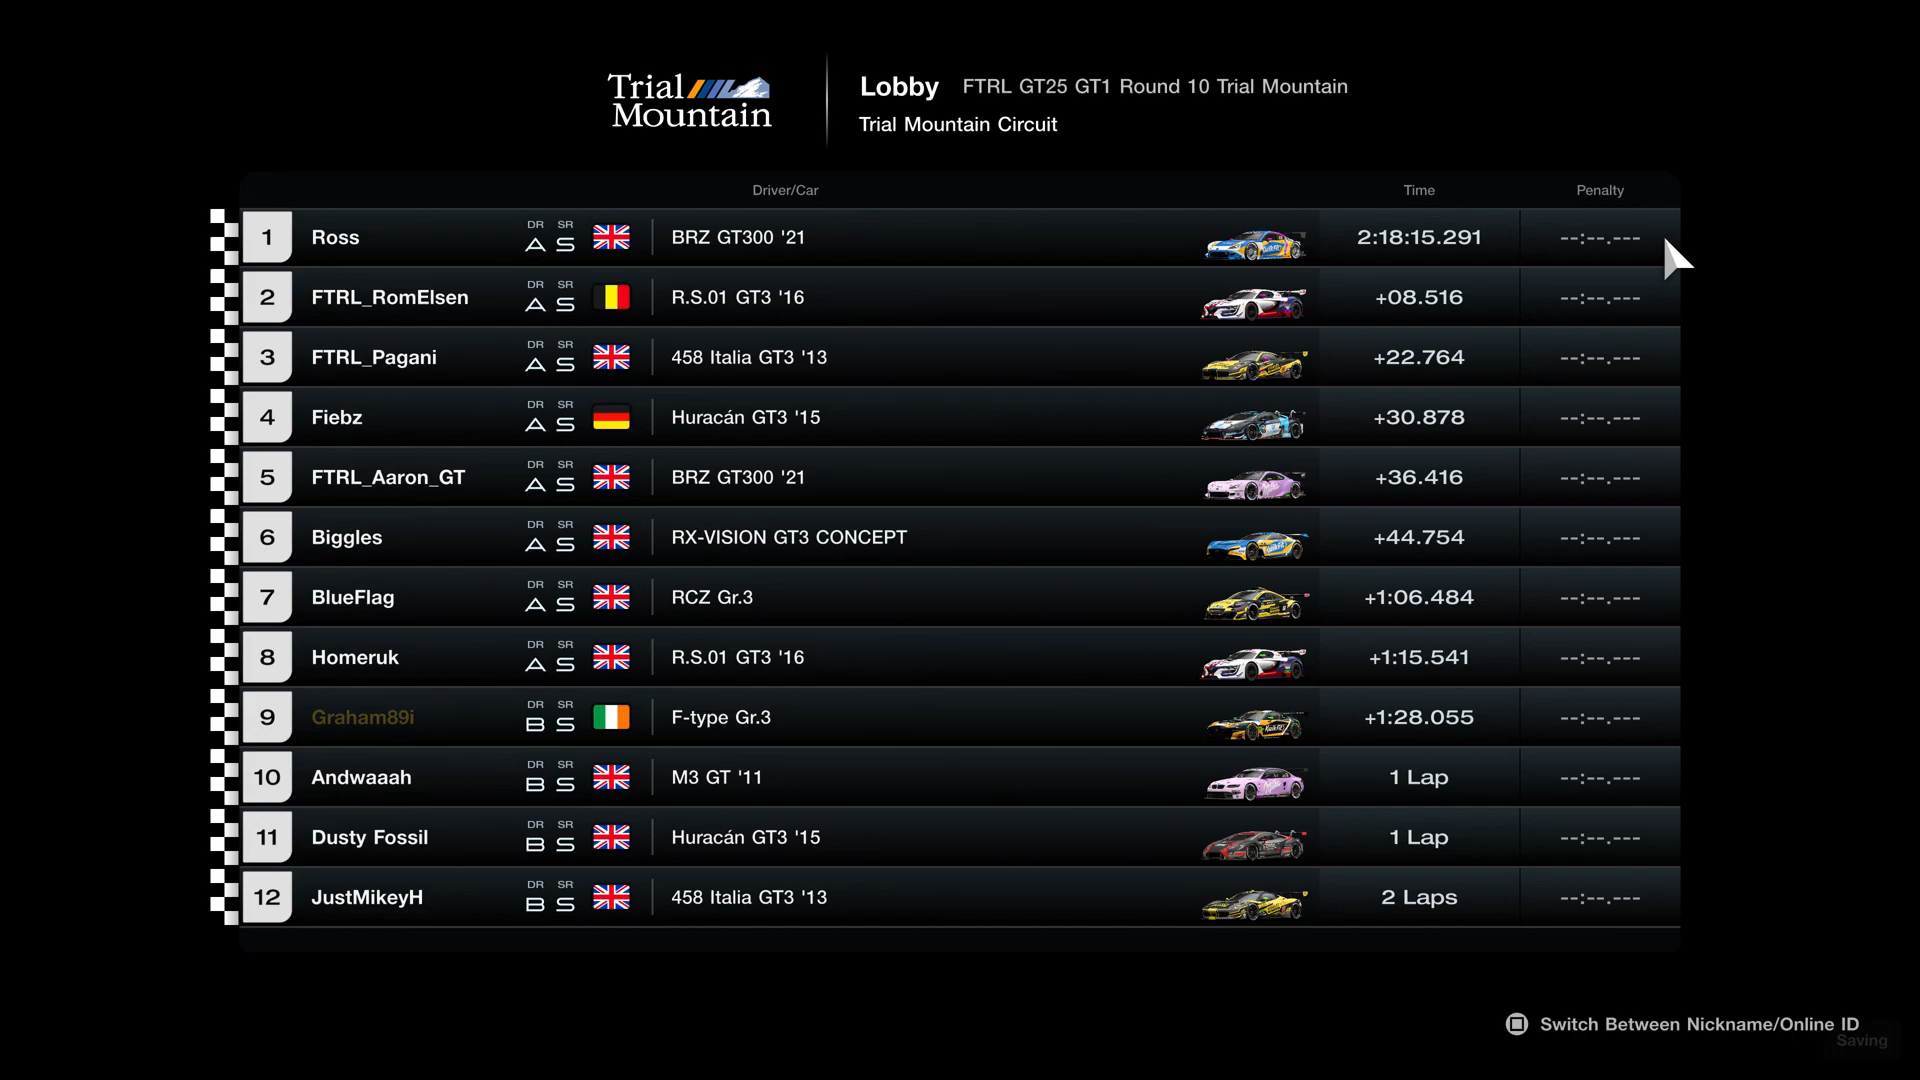 Trial Mountain
Lobby FTRL GT25 GT1 Round 10 Trial Mountain
Trial Mountain Circuit
Driver/Car Time Penalty
1 Ross DR A SR S BRZ GT300 '21 2:18:15.291 --:--.---
2 FTRL_RomElsen DR A SR S R.S.01 GT3 '16 +08.516 --:--.---
3 FTRL_Pagani DR A SR S 458 Italia GT3 '13 +22.764 --:--.---
4 Fiebz DR A SR S Huracán GT3 '15 +30.878 --:--.---
5 FTRL_Aaron_GT DR A SR S BRZ GT300 '21 +36.416 --:--.---
6 Biggles DR A SR S RX-VISION GT3 CONCEPT +44.754 --:--.---
7 BlueFlag DR A SR S RCZ Gr.3 +1:06.484 --:--.---
8 Homeruk DR A SR S R.S.01 GT3 '16 +1:15.541 --:--.---
9 Graham89i DR B SR S F-type Gr.3 +1:28.055 --:--.---
10 Andwaaah DR B SR S M3 GT '11 1 Lap --:--.---
11 Dusty Fossil DR B SR S Huracán GT3 '15 1 Lap --:--.---
12 JustMikeyH DR B SR S 458 Italia GT3 '13 2 Laps --:--.---
Switch Between Nickname/Online ID
Saving